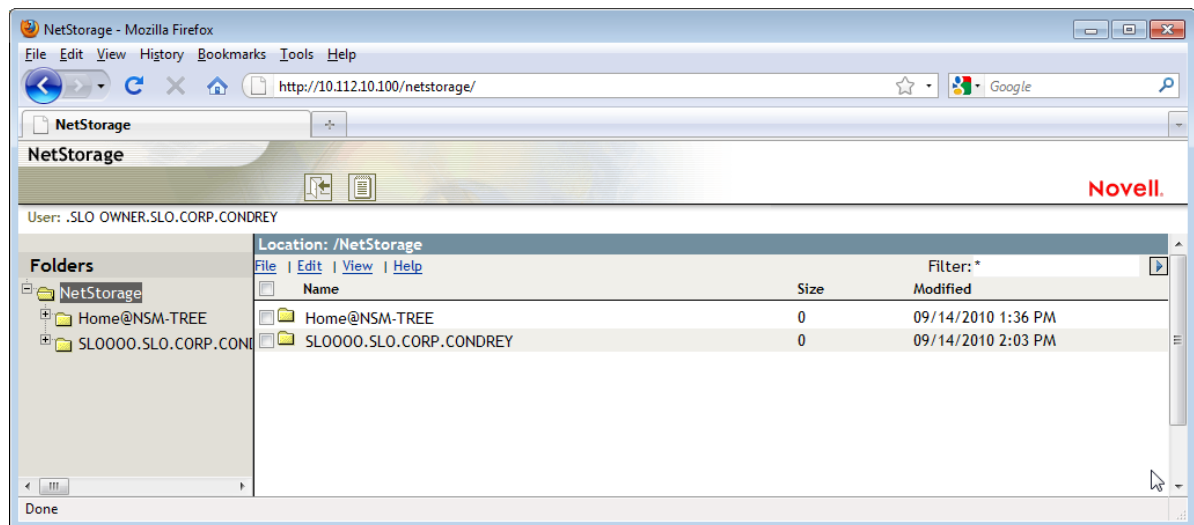 NetStorage - Mozilla Firefox
File Edit View History Bookmarks Tools Help
http://10.112.10.100/netstorage/
Google
NetStorage
NetStorage
Novell.
User: .SLO OWNER.SLO.CORP.CONDREY
Location: /NetStorage
Folders
File | Edit | View | Help
Filter: *
Name Size Modified
NetStorage
Home@NSM-TREE
Home@NSM-TREE 0 09/14/2010 1:36 PM
SLOOOO.SLO.CORP.COND
SLOOOO.SLO.CORP.CONDREY 0 09/14/2010 2:03 PM
Done